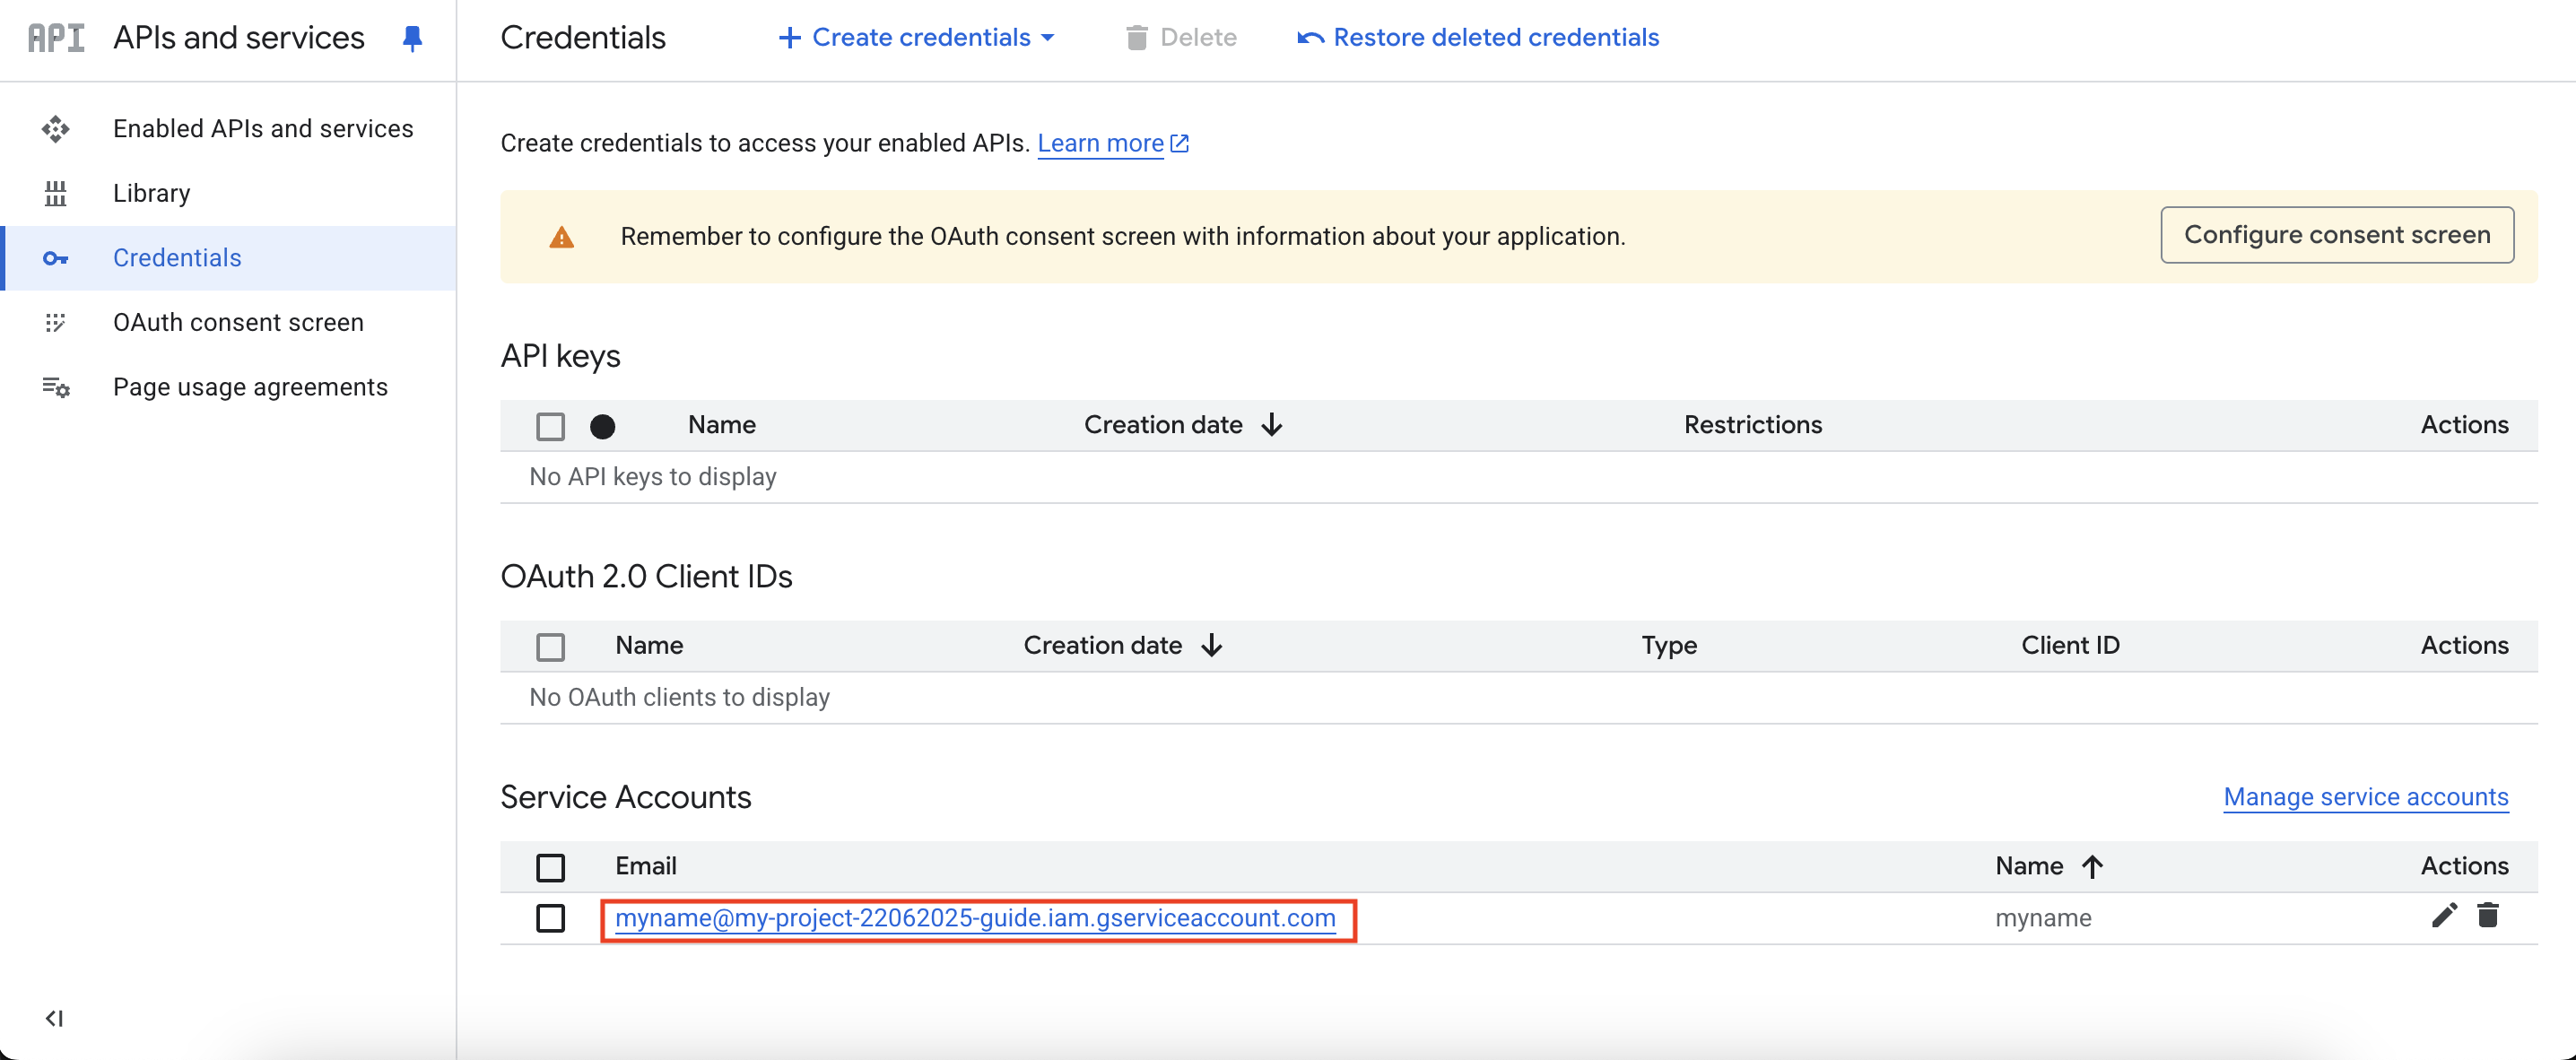 API APIs and services
Credentials
Create credentials
Delete
Restore deleted credentials
Enabled APIs and services
Library
Credentials
OAuth consent screen
Page usage agreements
Create credentials to access your enabled APIs. Learn more
Remember to configure the OAuth consent screen with information about your application.
Configure consent screen
API keys
Name Creation date Restrictions Actions
No API keys to display
OAuth 2.0 Client IDs
Name Creation date Type Client ID Actions
No OAuth clients to display
Service Accounts
Manage service accounts
Email Name Actions
myname@my-project-22062025-guide.iam.gserviceaccount.com myname